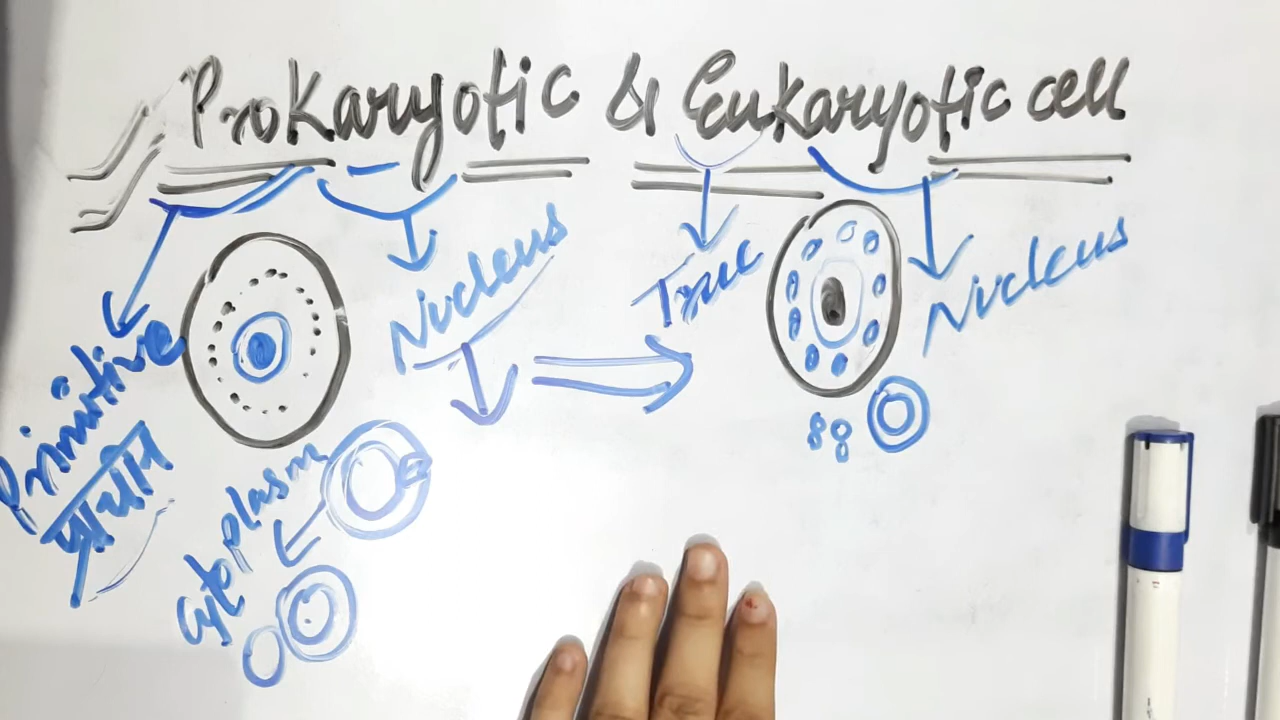 Prokaryotic & Eukaryotic cell
Primitive
Nucleus
True
Nucleus
Cytoplasm